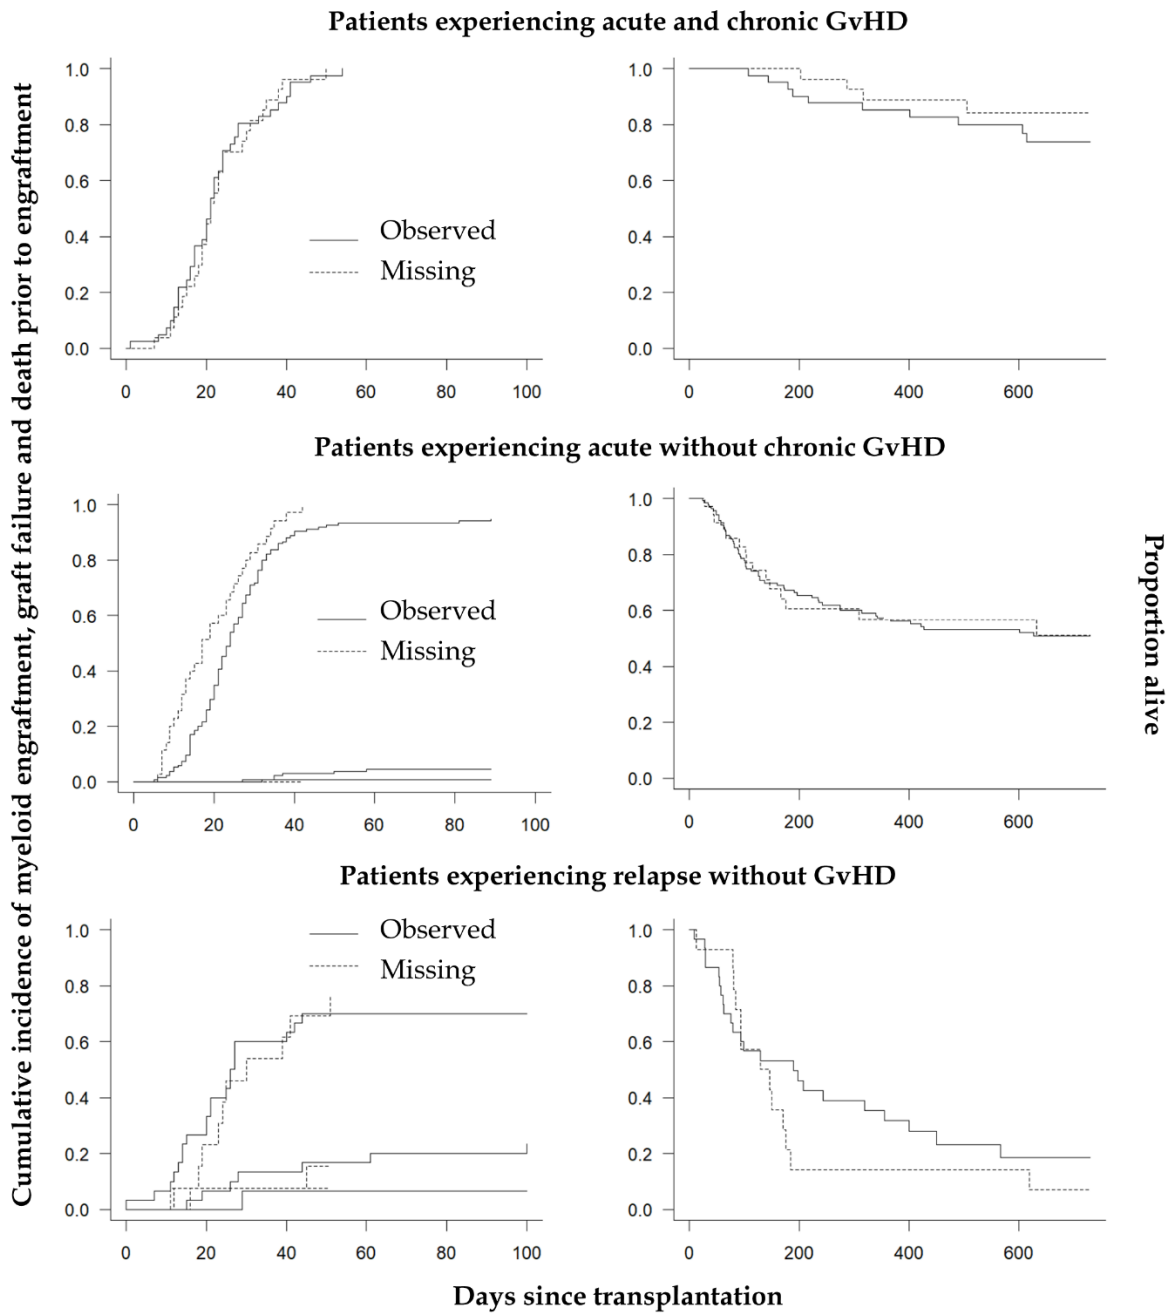 Patients experiencing acute and chronic GvHD
Cumulative incidence of myeloid engraftment, graft failure and death prior to engraftment
1.0
0.8
0.6
0.4
0.2
0.0
Observed
Missing
0 20 40 60 80 100
1.0
0.8
0.6
0.4
0.2
0.0
0 200 400 600
Patients experiencing acute without chronic GvHD
1.0
0.8
0.6
0.4
0.2
0.0
Observed
Missing
0 20 40 60 80 100
1.0
0.8
0.6
0.4
0.2
0.0
0 200 400 600
Proportion alive
Patients experiencing relapse without GvHD
1.0
0.8
0.6
0.4
0.2
0.0
Observed
Missing
0 20 40 60 80 100
1.0
0.8
0.6
0.4
0.2
0.0
0 200 400 600
Days since transplantation